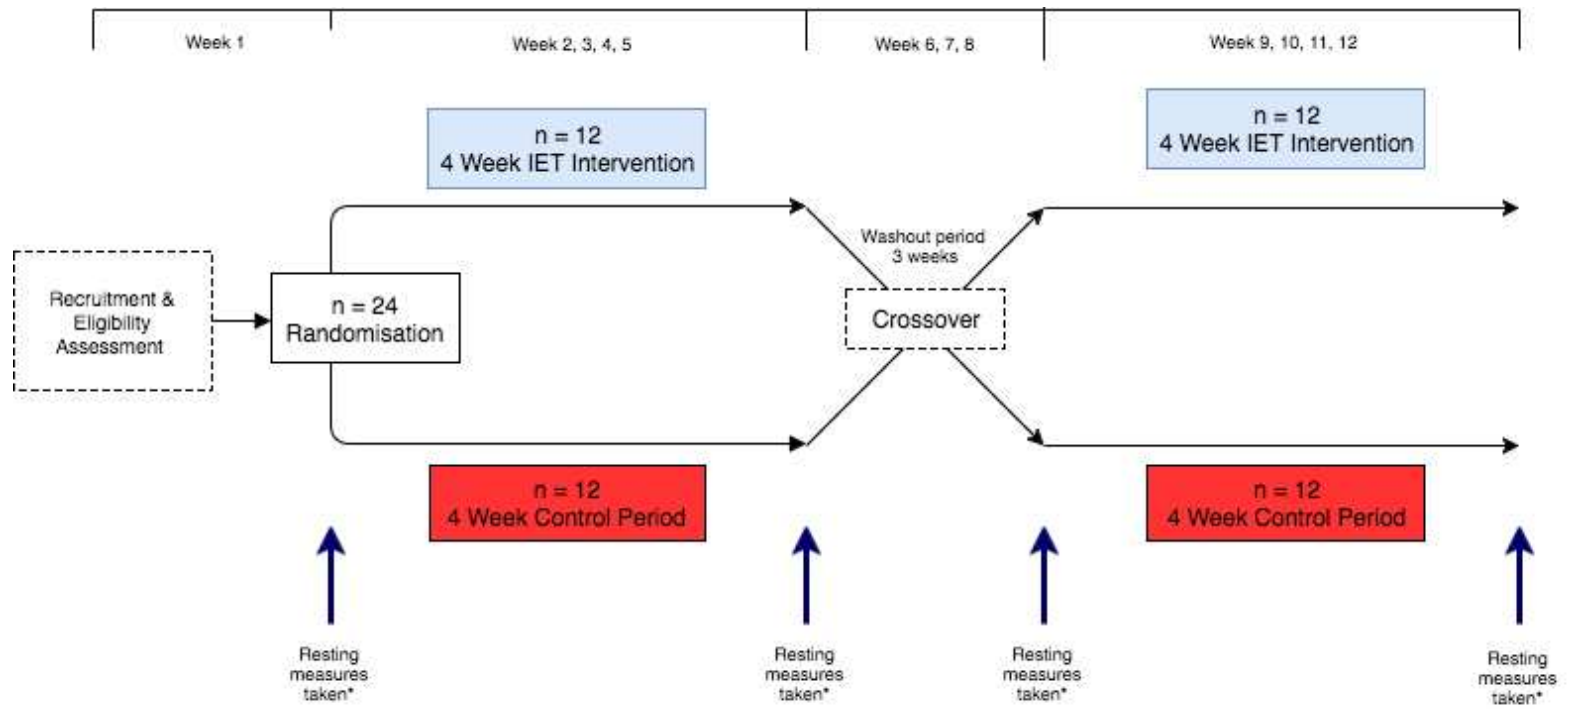 Week 1
Week 2, 3, 4, 5
Week 6, 7, 8
Week 9, 10, 11, 12
n = 12
4 Week IET Intervention
n = 12
4 Week IET Intervention
Washout period
3 weeks
Recruitment &
Eligibility
Assessment
n = 24
Randomisation
Crossover
n = 12
4 Week Control Period
n = 12
4 Week Control Period
Resting
measures
taken*
Resting
measures
taken*
Resting
measures
taken*
Resting
measures
taken*